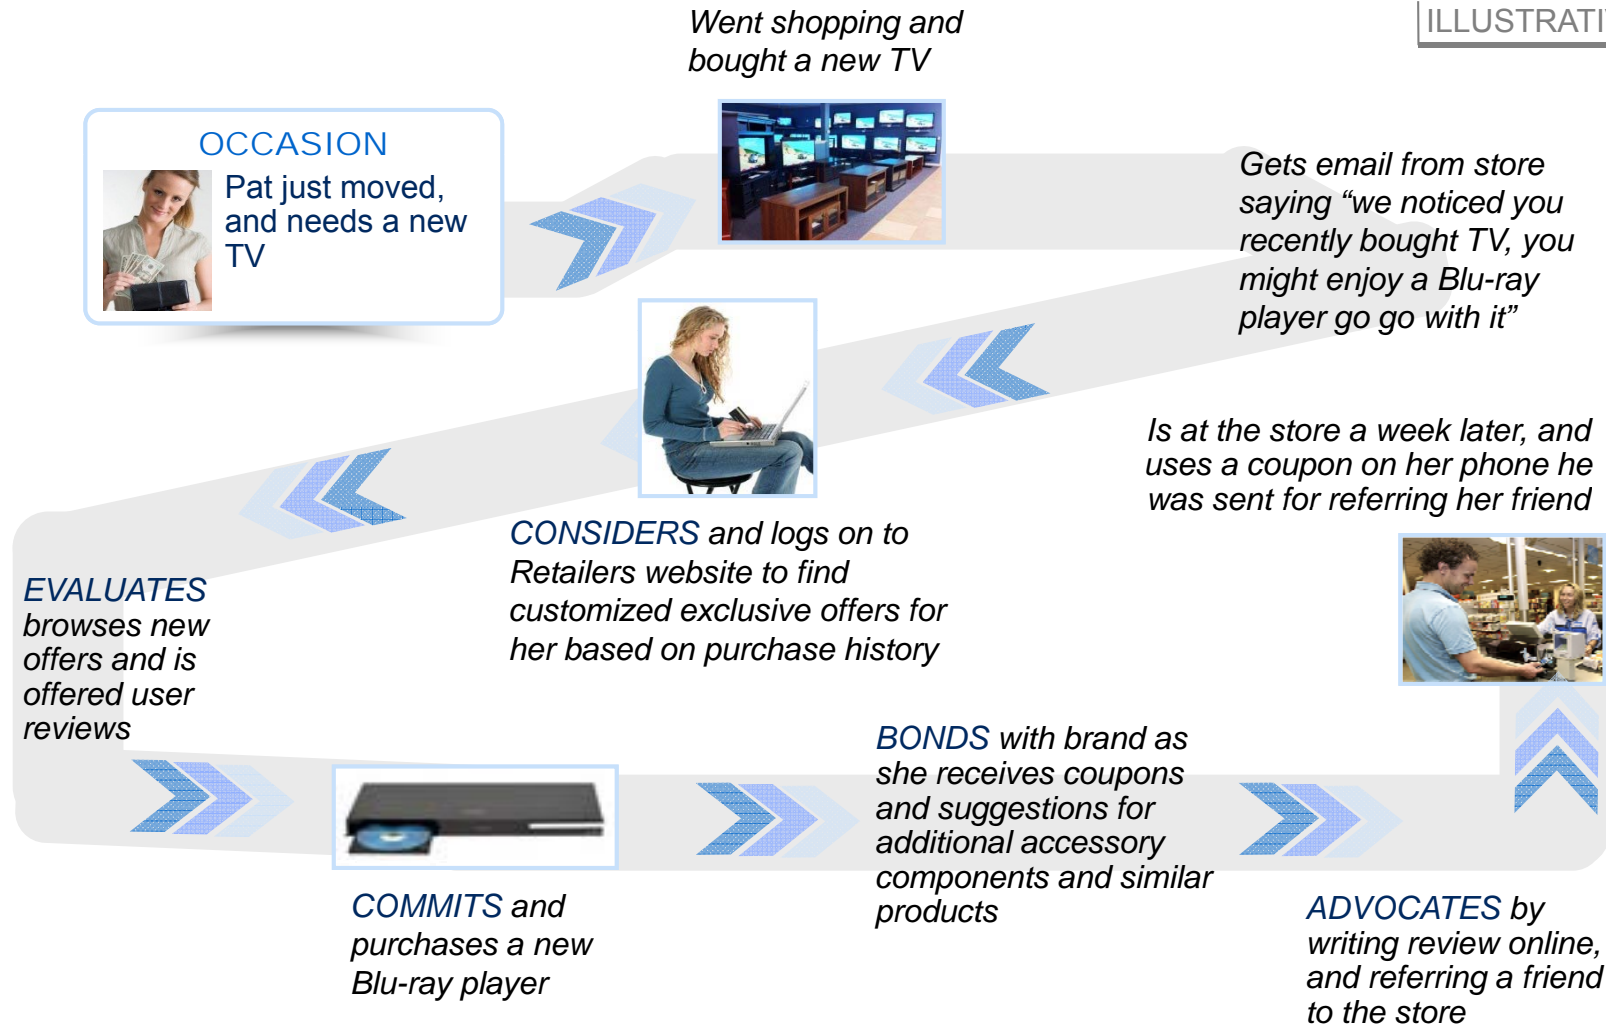 Went shopping and
bought a new TV
OCCASION
Pat just moved,
and needs a new
TV
Gets email from store
saying “we noticed you
recently bought TV, you
might enjoy a Blu-ray
player go go with it”
CONSIDERS and logs on to
Retailers website to find
customized exclusive offers for
her based on purchase history
EVALUATES
browses new
offers and is
offered user
reviews
COMMITS and
purchases a new
Blu-ray player
BONDS with brand as
she receives coupons
and suggestions for
additional accessory
components and similar
products
ADVOCATES by
writing review online,
and referring a friend
to the store
Is at the store a week later, and
uses a coupon on her phone he
was sent for referring her friend